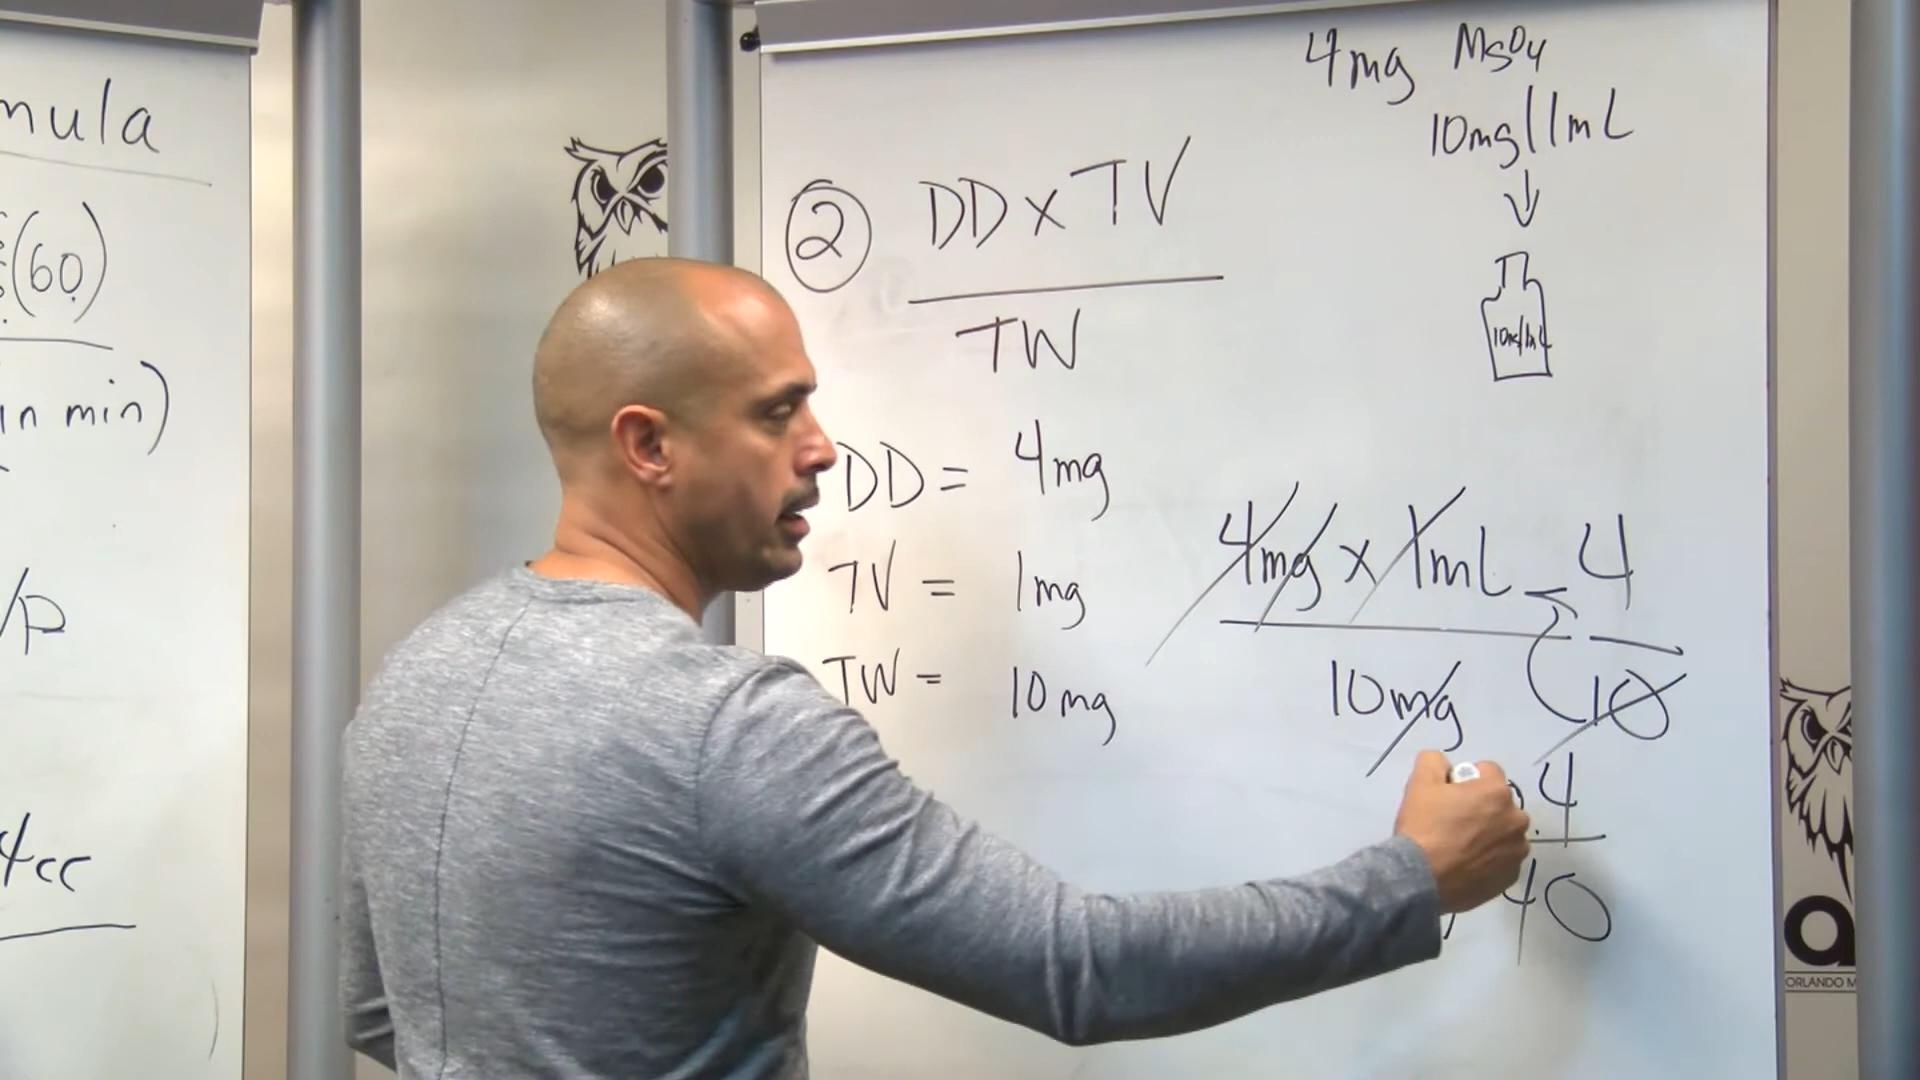 mula
(60)
in min)
/P
4cc
4mg MSO4
10mg/1mL
10mg/1mL
② DD x TV
TW
DD = 4mg
TV = 1mg
TW = 10mg
4mg x 1mL 4
10mg 10
.4
40
a
ORLANDO M